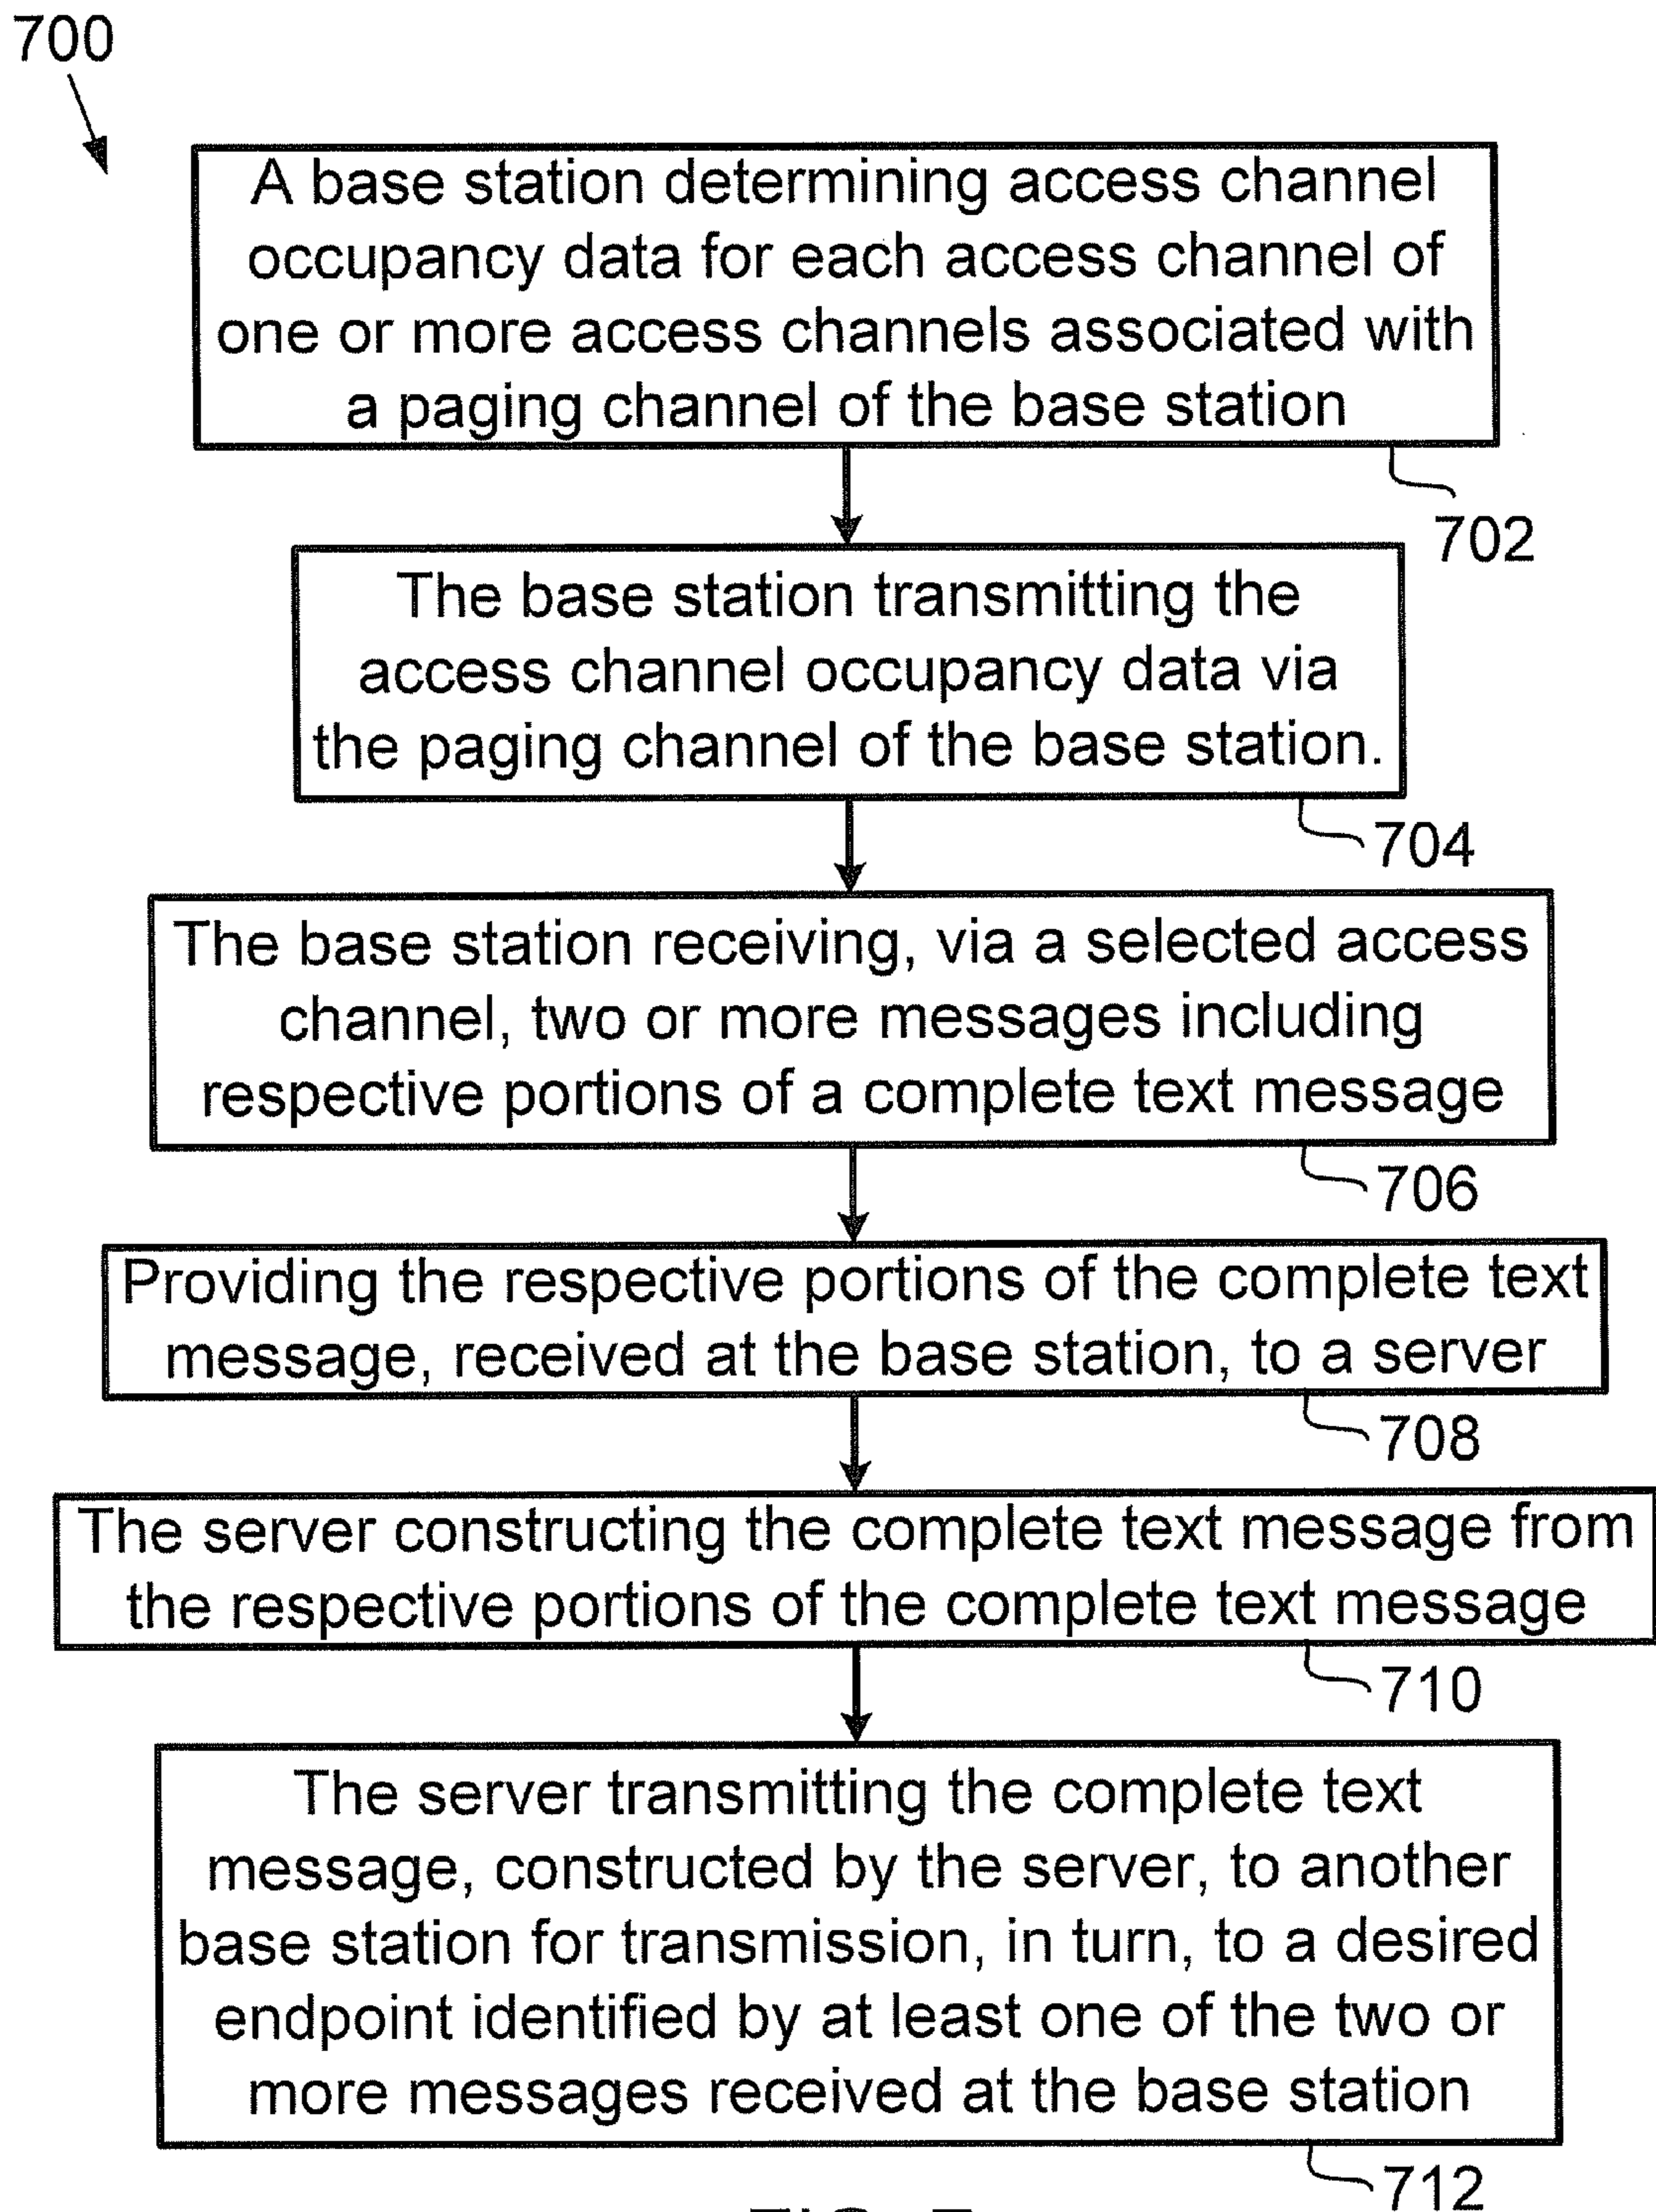 700
A base station determining access channel
occupancy data for each access channel of
one or more access channels associated with
a paging channel of the base station
702
The base station transmitting the
access channel occupancy data via
the paging channel of the base station.
704
The base station receiving, via a selected access
channel, two or more messages including
respective portions of a complete text message
706
Providing the respective portions of the complete text
message, received at the base station, to a server
708
The server constructing the complete text message from
the respective portions of the complete text message
710
The server transmitting the complete text
message, constructed by the server, to another
base station for transmission, in turn, to a desired
endpoint identified by at least one of the two or
more messages received at the base station
712